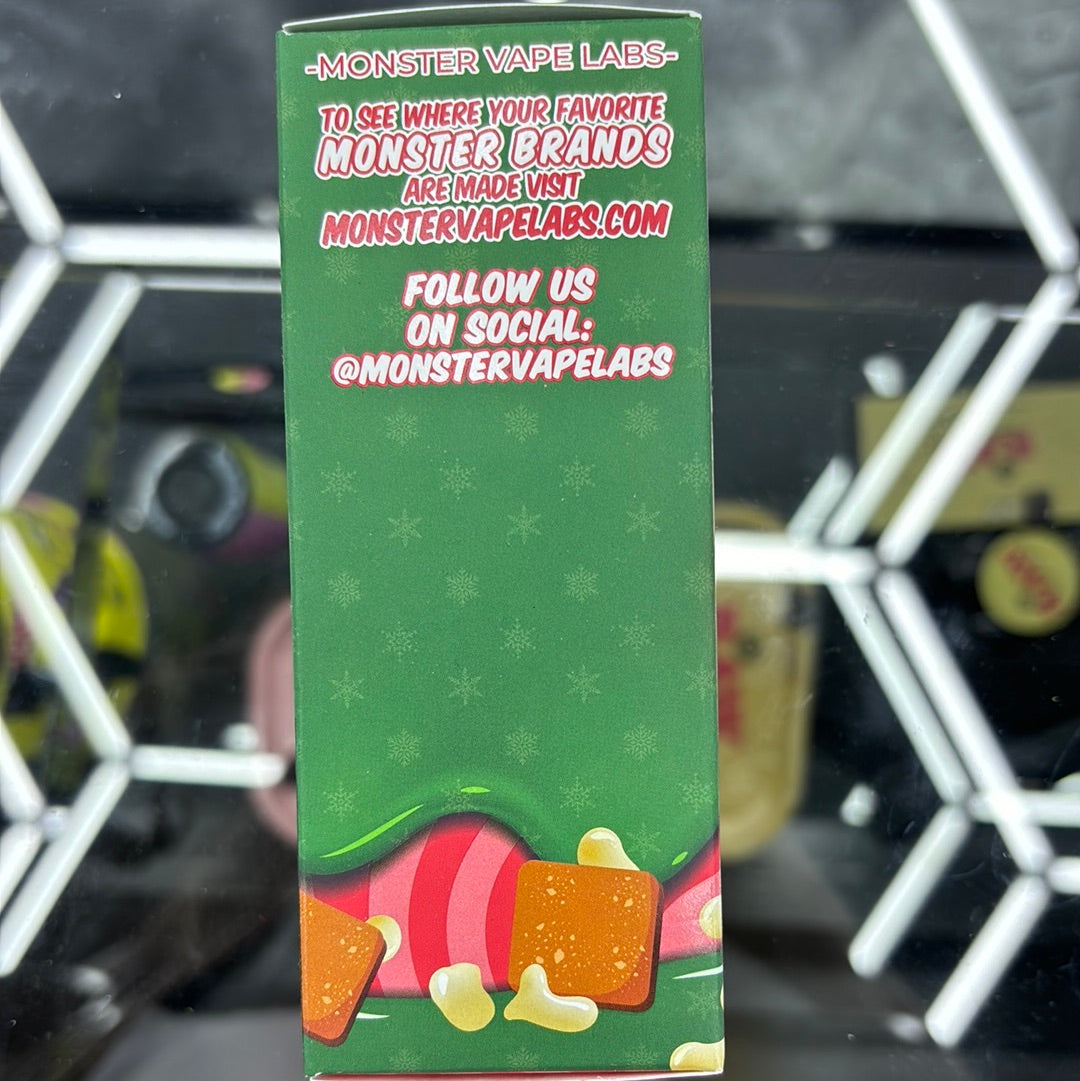 -MONSTER VAPE LABS-
TO SEE WHERE YOUR FAVORITE
MONSTER BRANDS
ARE MADE VISIT
MONSTERVAPELABS.COM
FOLLOW US
ON SOCIAL:
@MONSTERVAPELABS